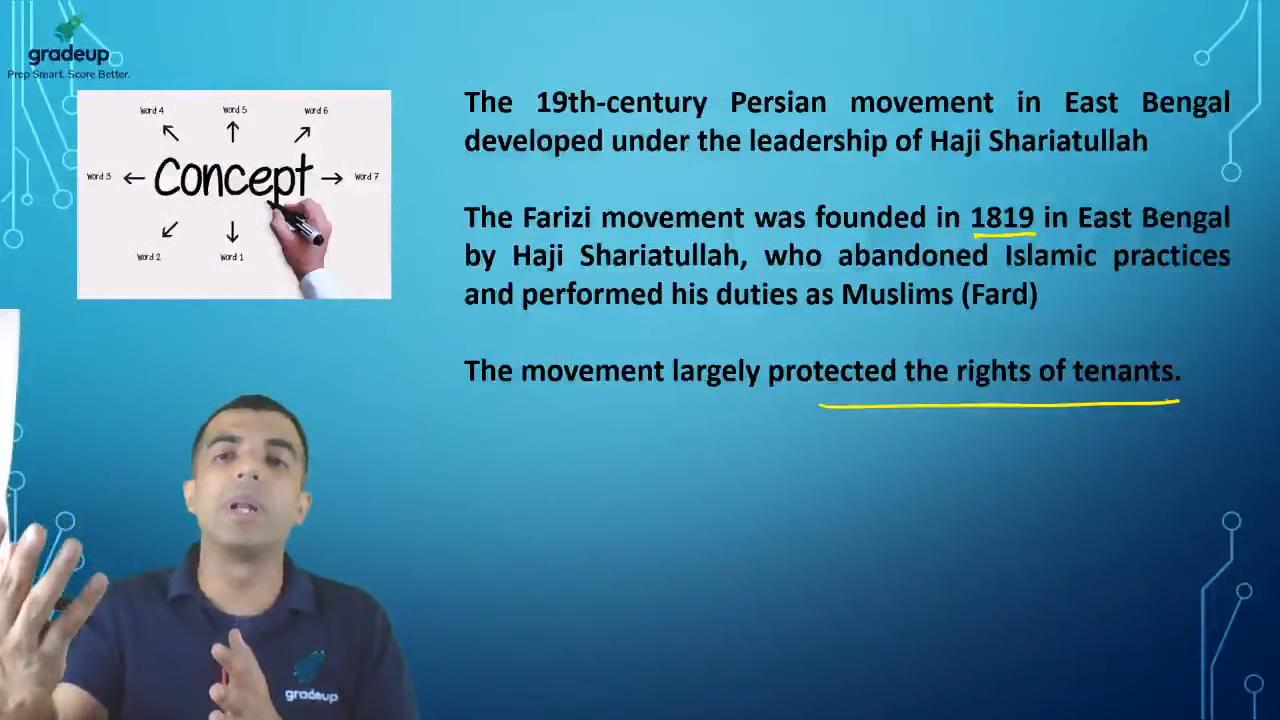 gradeup
Prep Smart. Score Better.
Word 4
Word 5
Word 6
Word 3
Concept
Word 7
Word 2
Word 1
The 19th-century Persian movement in East Bengal
developed under the leadership of Haji Shariatullah
The Farizi movement was founded in 1819 in East Bengal
by Haji Shariatullah, who abandoned Islamic practices
and performed his duties as Muslims (Fard)
The movement largely protected the rights of tenants.
gradeup